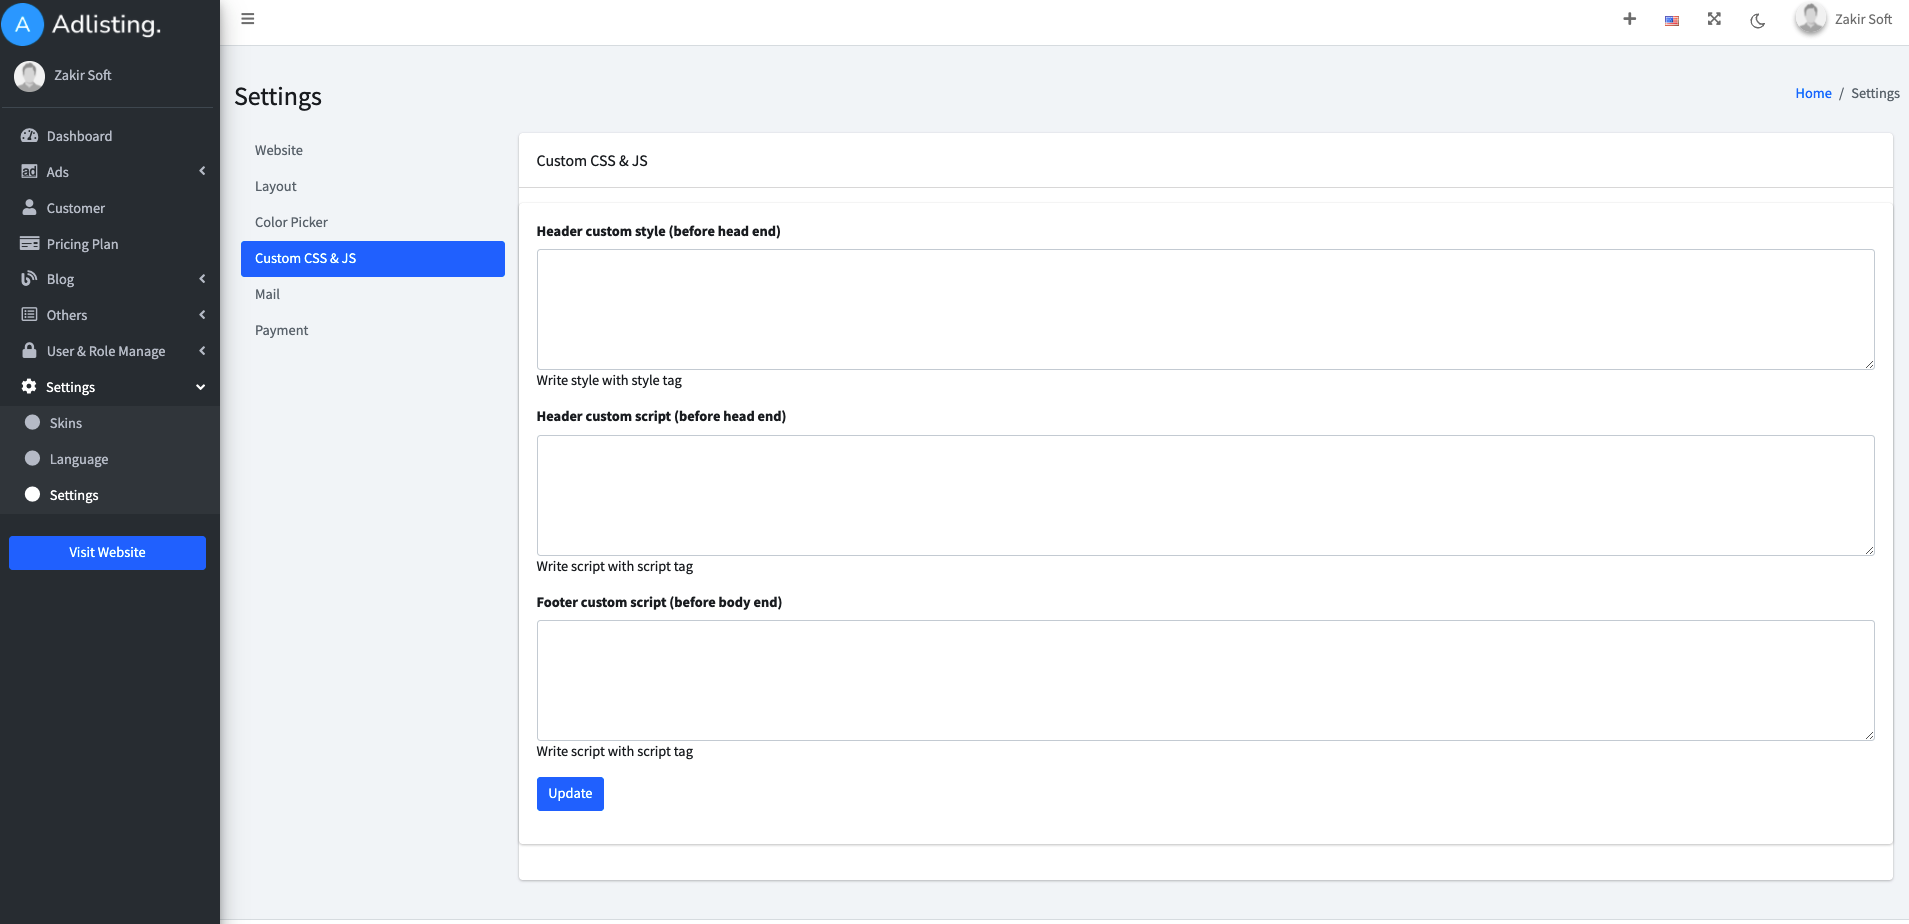 A Adlisting.
Zakir Soft
Zakir Soft
Dashboard
Ads
Customer
Pricing Plan
Blog
Others
User & Role Manage
Settings
Skins
Language
Settings
Visit Website
Settings
Home / Settings
Website
Layout
Color Picker
Custom CSS & JS
Mail
Payment
Custom CSS & JS
Header custom style (before head end)
Write style with style tag
Header custom script (before head end)
Write script with script tag
Footer custom script (before body end)
Write script with script tag
Update